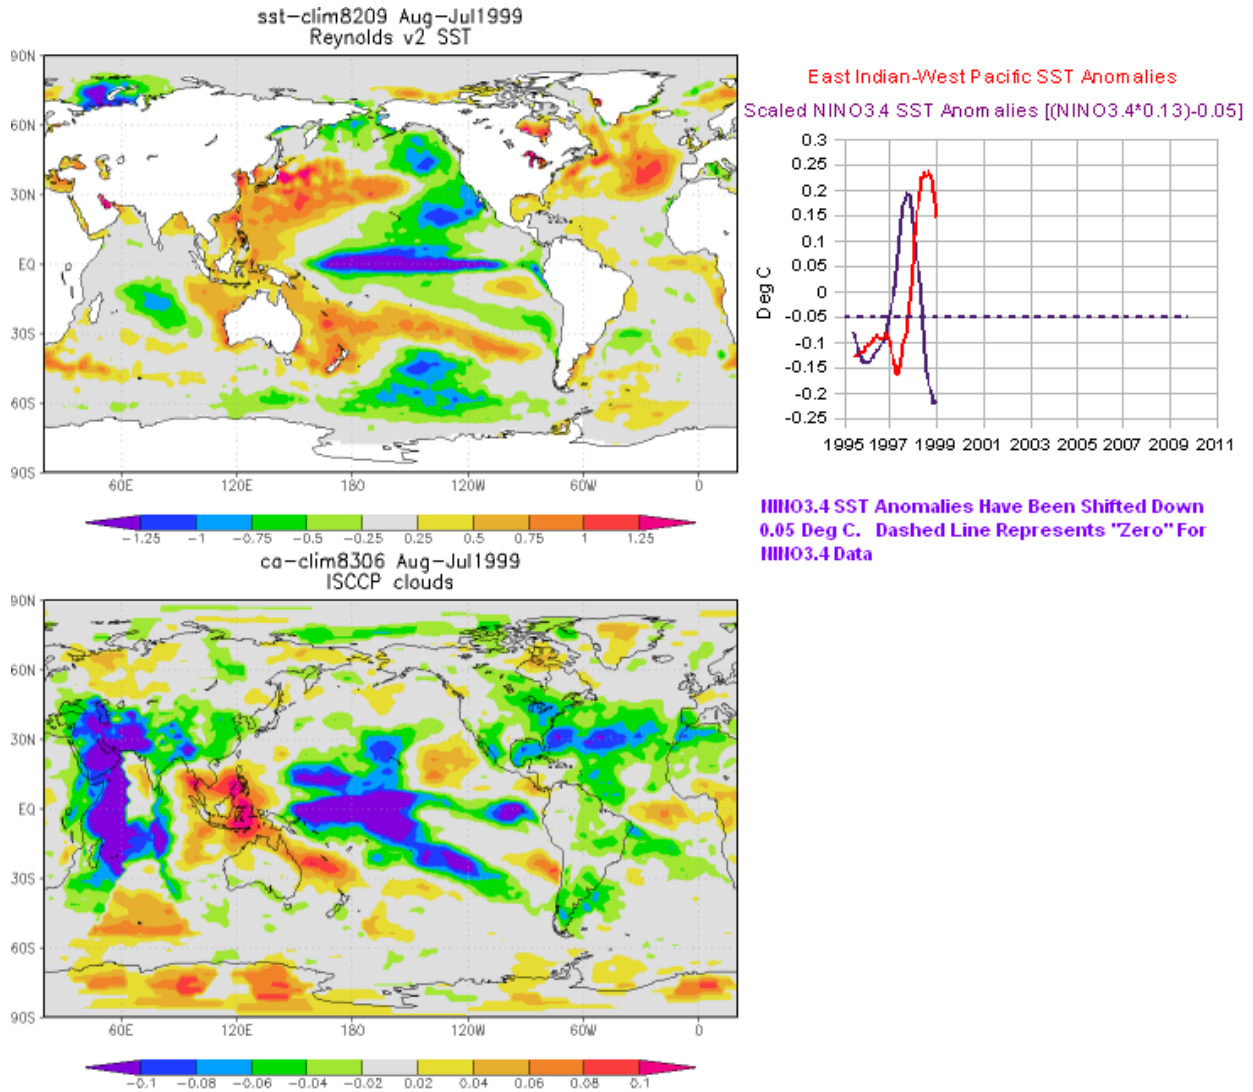 sst-clim8209 Aug-Jul1999
Reynolds v2 SST
90N
60N
30N
EQ
30S
60S
90S
60E 120E 180 120W 60W 0
-1.25 -1 -0.75 -0.5 -0.25 0.25 0.5 0.75 1 1.25
East Indian-West Pacific SST Anomalies
Scaled NINO3.4 SST Anomalies [(NINO3.4*0.13)-0.05]
Deg C
0.3
0.25
0.2
0.15
0.1
0.05
0
-0.05
-0.1
-0.15
-0.2
-0.25
1995 1997 1999 2001 2003 2005 2007 2009 2011
NINO3.4 SST Anomalies Have Been Shifted Down
0.05 Deg C. Dashed Line Represents "Zero" For
NINO3.4 Data
ca-clim8306 Aug-Jul1999
ISCCP clouds
90N
60N
30N
EQ
30S
60S
90S
60E 120E 180 120W 60W 0
-0.1 -0.08 -0.06 -0.04 -0.02 0.02 0.04 0.06 0.08 0.1